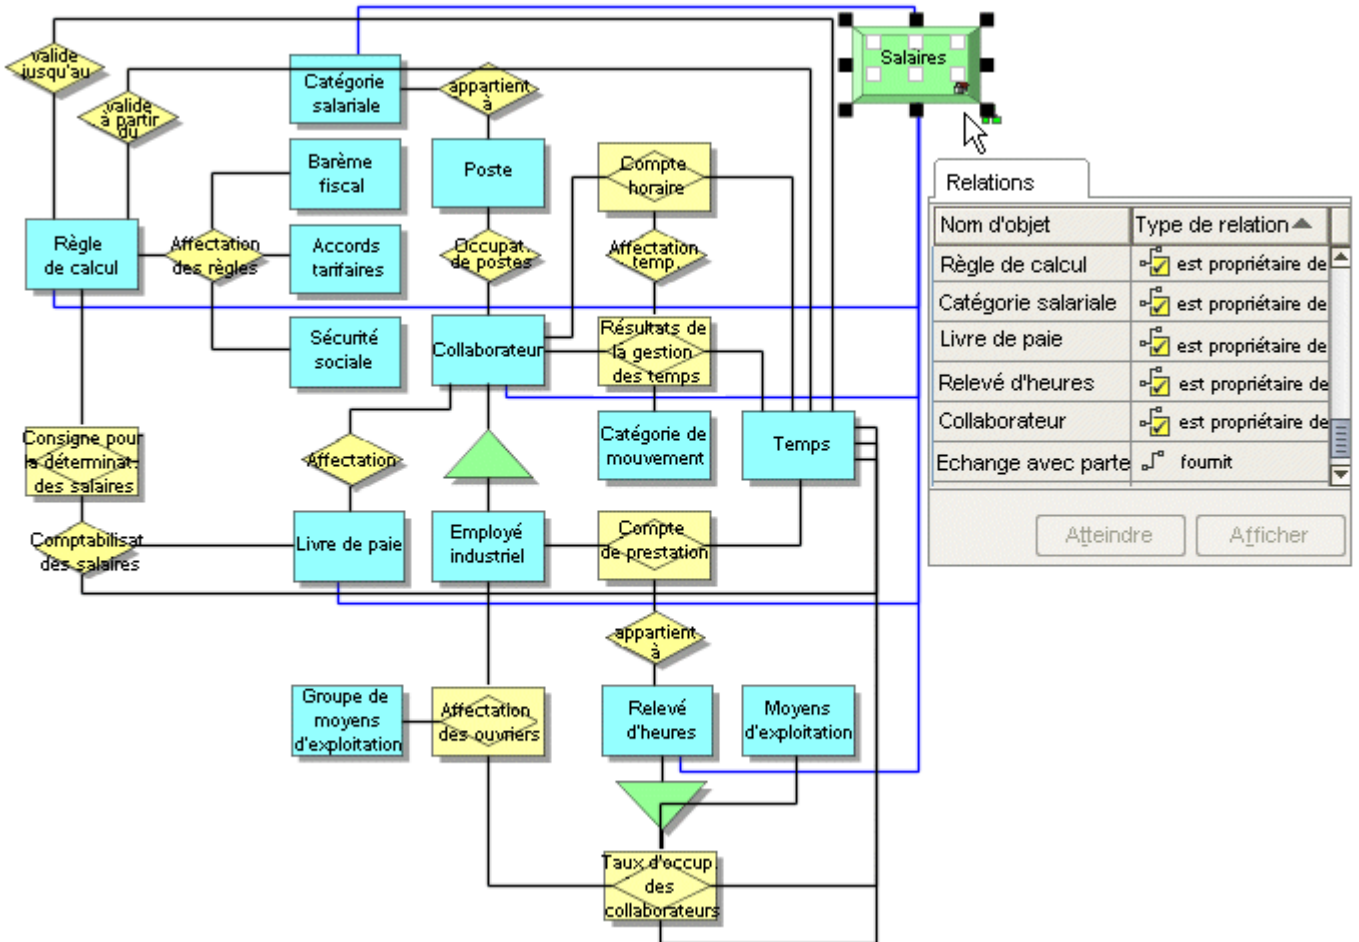 valide
jusqu'au
valide
à partir
du
Catégorie
salariale
appartient
à
Salaires
Barème
fiscal
Poste
Compte
horaire
Relations
Nom d'objet
Type de relation
Règle
de calcul
Affectation
des règles
Accords
tarifaires
Occupat.
de postes
Affectation
temp.
Règle de calcul
est propriétaire de
Catégorie salariale
est propriétaire de
Livre de paie
est propriétaire de
Relevé d'heures
est propriétaire de
Collaborateur
est propriétaire de
Echange avec parte
fournit
Atteindre
Afficher
Sécurité
sociale
Collaborateur
Résultats de
la gestion
des temps
Consigne pour
la déterminat.
des salaires
Affectation
Catégorie de
mouvement
Temps
Comptabilisat.
des salaires
Livre de paie
Employé
industriel
Compte
de prestation
appartient
à
Groupe de
moyens
d'exploitation
Affectation
des ouvriers
Relevé
d'heures
Moyens
d'exploitation
Taux d'occup.
des
collaborateurs